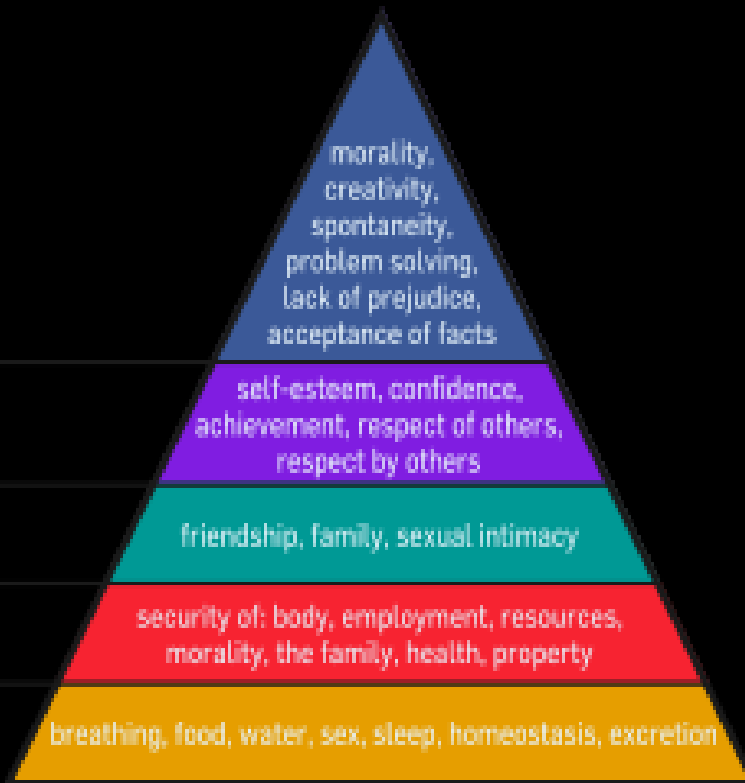 morality,
creativity,
spontaneity,
problem solving,
lack of prejudice,
acceptance of facts
self-esteem, confidence,
achievement, respect of others,
respect by others
friendship, family, sexual intimacy
security of: body, employment, resources,
morality, the family, health, property
breathing, food, water, sex, sleep, homeostasis, excretion